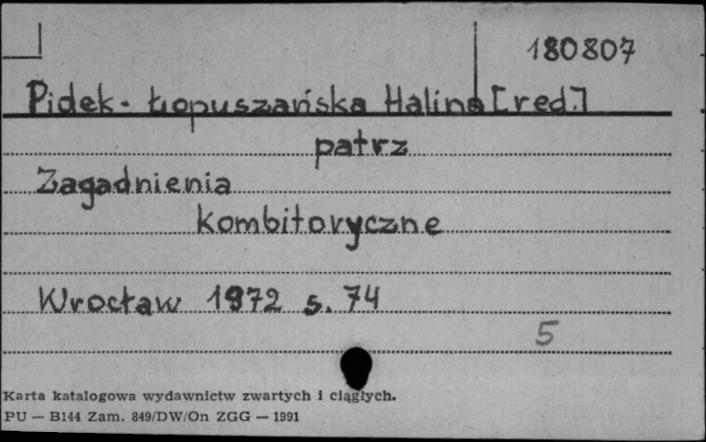 180807
Pidek-Łopuszańska Halina [red.]
patrz
Zagadnienia
kombitoryczne
Wrocław 1972 s. 74
5
Karta katalogowa wydawnictw zwartych i ciągłych.
PU — B144 Zam. 849/DW/On ZGG — 1991